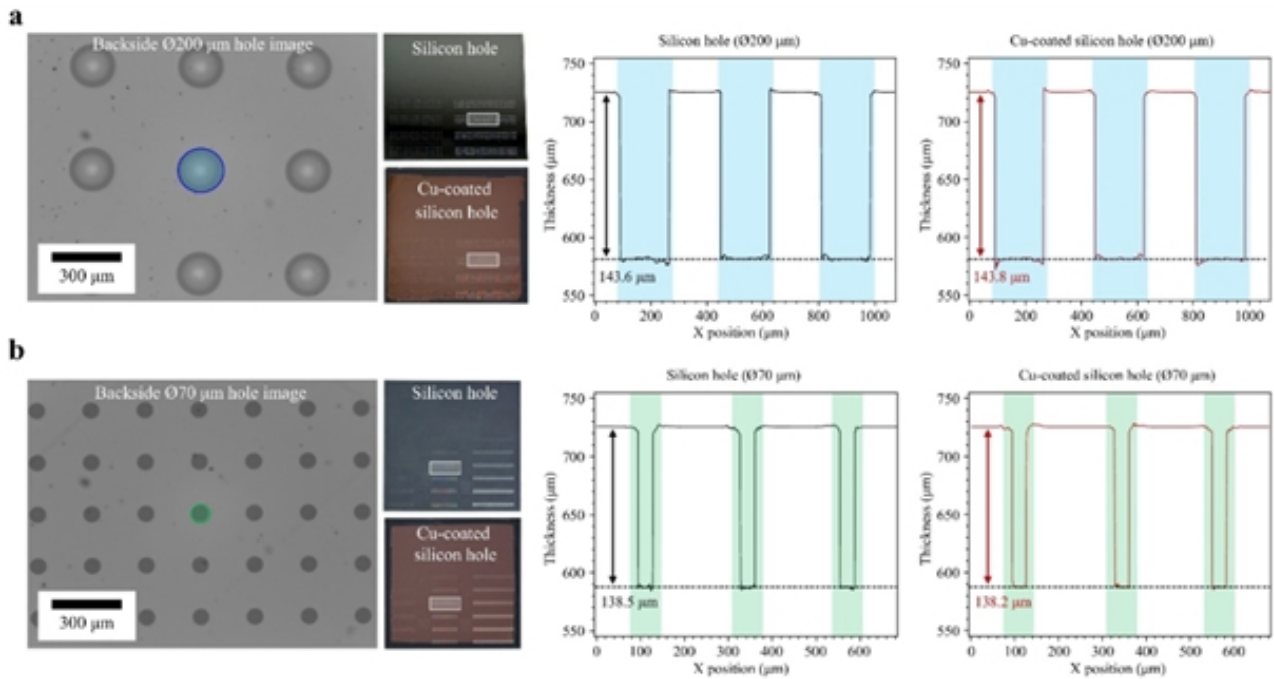 a
Backside Ø200 μm hole image
300 μm
Silicon hole
Cu-coated
silicon hole
Silicon hole (Ø200 μm)
Thickness (μm)
750
700
650
600
550
143.6 μm
0 200 400 600 800 1000
X position (μm)
Cu-coated silicon hole (Ø200 μm)
Thickness (μm)
750
700
650
600
550
143.8 μm
0 200 400 600 800 1000
X position (μm)
b
Backside Ø70 μm hole image
300 μm
Silicon hole
Cu-coated
silicon hole
Silicon hole (Ø70 μm)
Thickness (μm)
750
700
650
600
550
138.5 μm
0 100 200 300 400 500 600
X position (μm)
Cu-coated silicon hole (Ø70 μm)
Thickness (μm)
750
700
650
600
550
138.2 μm
0 100 200 300 400 500 600
X position (μm)